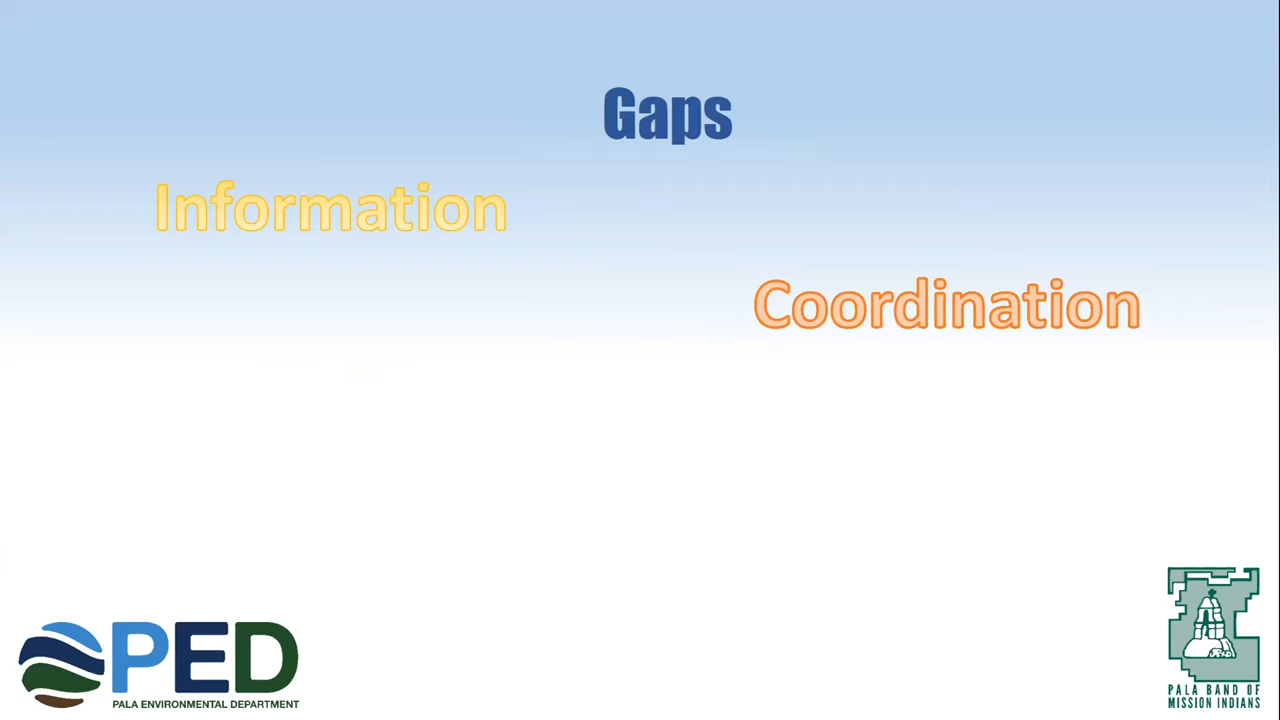 Gaps
Information
Coordination
PED
PALA ENVIRONMENTAL DEPARTMENT
PALA BAND OF
MISSION INDIANS